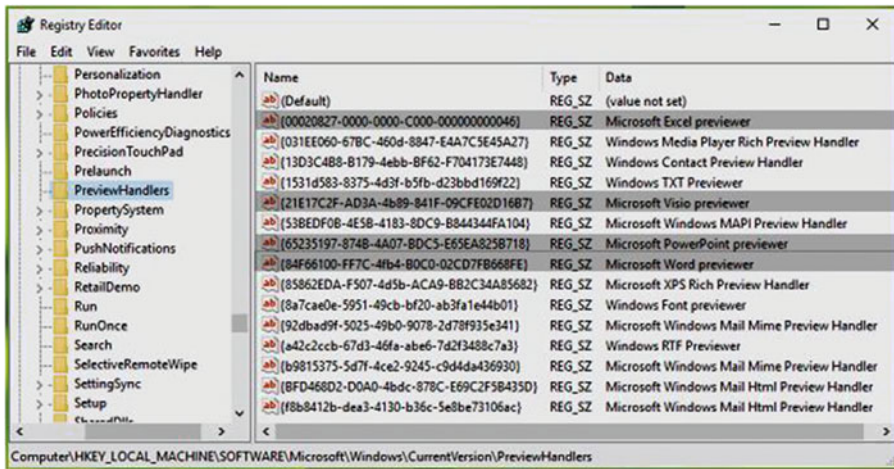 Registry Editor
File Edit View Favorites Help
Personalization
PhotoPropertyHandler
Policies
PowerEfficiencyDiagnostics
PrecisionTouchPad
Prelaunch
PreviewHandlers
PropertySystem
Proximity
PushNotifications
Reliability
RetailDemo
Run
RunOnce
Search
SelectiveRemoteWipe
SettingSync
Setup
SharedDlls
Name Type Data
(Default) REG_SZ (value not set)
{00020827-0000-0000-C000-000000000046} REG_SZ Microsoft Excel previewer
{031EE060-67BC-460d-8847-E4A7C5E45A27} REG_SZ Windows Media Player Rich Preview Handler
{13D3C4B8-B179-4ebb-BF62-F704173E7448} REG_SZ Windows Contact Preview Handler
{1531d583-8375-4d3f-b5fb-d23bbd169f22} REG_SZ Windows TXT Previewer
{21E17C2F-AD3A-4b89-841F-09CFE02D16B7} REG_SZ Microsoft Visio previewer
{53BEDF0B-4E5B-4183-8DC9-B844344FA104} REG_SZ Microsoft Windows MAPI Preview Handler
{65235197-874B-4A07-BDC5-E65EA825B718} REG_SZ Microsoft PowerPoint previewer
{84F66100-FF7C-4fb4-B0C0-02CD7FB668FE} REG_SZ Microsoft Word previewer
{85862EDA-F507-4d5b-ACA9-BB2C34A85682} REG_SZ Microsoft XPS Rich Preview Handler
{8a7cae0e-5951-49cb-bf20-ab3fa1e44b01} REG_SZ Windows Font previewer
{92dbad9f-5025-49b0-9078-2d78f935e341} REG_SZ Microsoft Windows Mail Mime Preview Handler
{a42c2ccb-67d3-46fa-abe6-7d2f3488c7a3} REG_SZ Windows RTF Previewer
{b9815375-5d7f-4ce2-9245-c9d4da436930} REG_SZ Microsoft Windows Mail Mime Preview Handler
{BFD468D2-D0A0-4bdc-878C-E69C2F5B435D} REG_SZ Microsoft Windows Mail Html Preview Handler
{f8b8412b-dea3-4130-b36c-5e8be73106ac} REG_SZ Microsoft Windows Mail Html Preview Handler
Computer\HKEY_LOCAL_MACHINE\SOFTWARE\Microsoft\Windows\CurrentVersion\PreviewHandlers